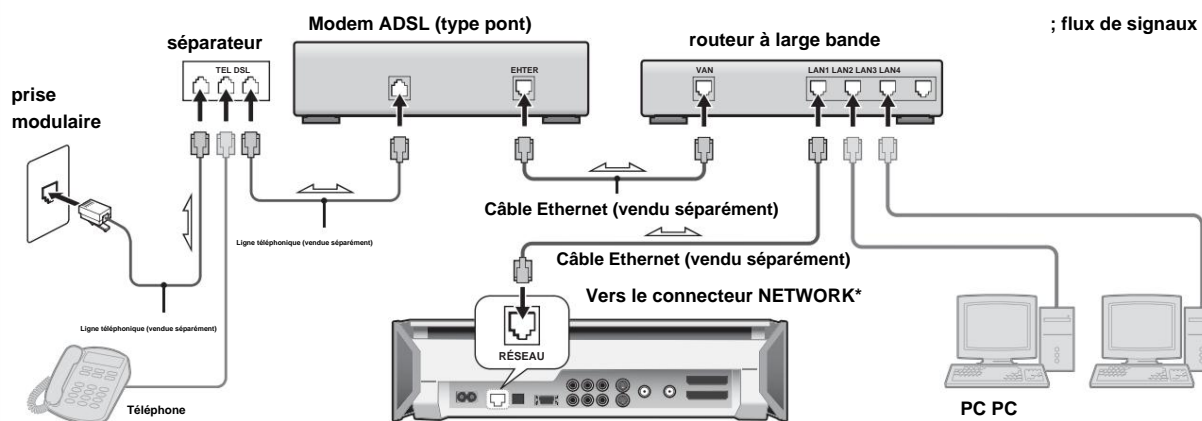 Modem ADSL (type pont)
; flux de signaux
séparateur
routeur à large bande
TEL DSL
EHTER
VAN
LAN1 LAN2 LAN3 LAN4
prise
modulaire
Câble Ethernet (vendu séparément)
Ligne téléphonique (vendue séparément)
Câble Ethernet (vendu séparément)
Vers le connecteur NETWORK*
Ligne téléphonique (vendue séparément)
RÉSEAU
Téléphone
PC PC